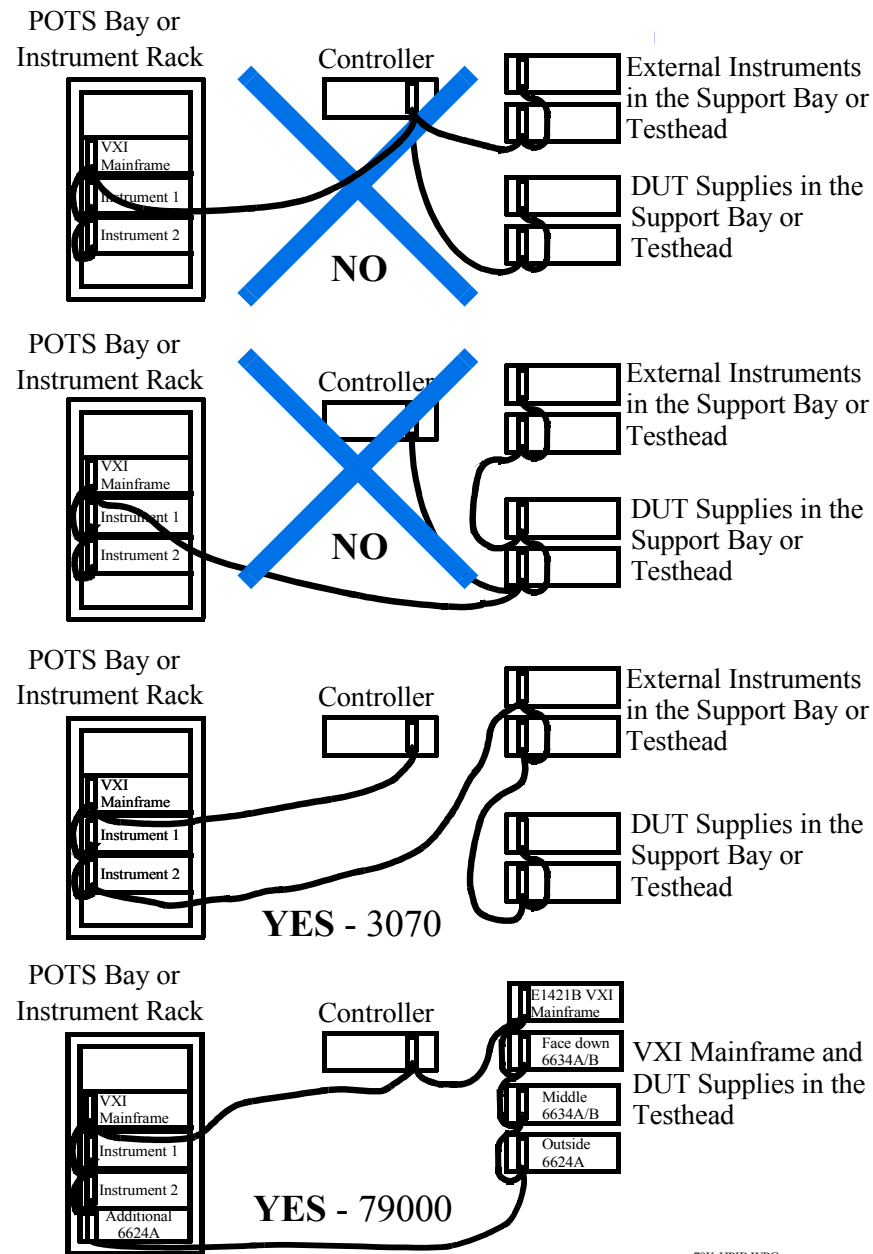 POTS Bay or
Instrument Rack
Controller
VXI
Mainframe
Instrument 1
Instrument 2
NO
External Instruments
in the Support Bay or
Testhead
DUT Supplies in the
Support Bay or
Testhead
POTS Bay or
Instrument Rack
Controller
VXI
Mainframe
Instrument 1
Instrument 2
NO
External Instruments
in the Support Bay or
Testhead
DUT Supplies in the
Support Bay or
Testhead
POTS Bay or
Instrument Rack
Controller
VXI
Mainframe
Instrument 1
Instrument 2
YES - 3070
External Instruments
in the Support Bay or
Testhead
DUT Supplies in the
Support Bay or
Testhead
POTS Bay or
Instrument Rack
Controller
VXI
Mainframe
Instrument 1
Instrument 2
Additional
6624A
YES - 79000
E1421B VXI
Mainframe
Face down
6634A/B
Middle
6634A/B
Outside
6624A
VXI Mainframe and
DUT Supplies in the
Testhead